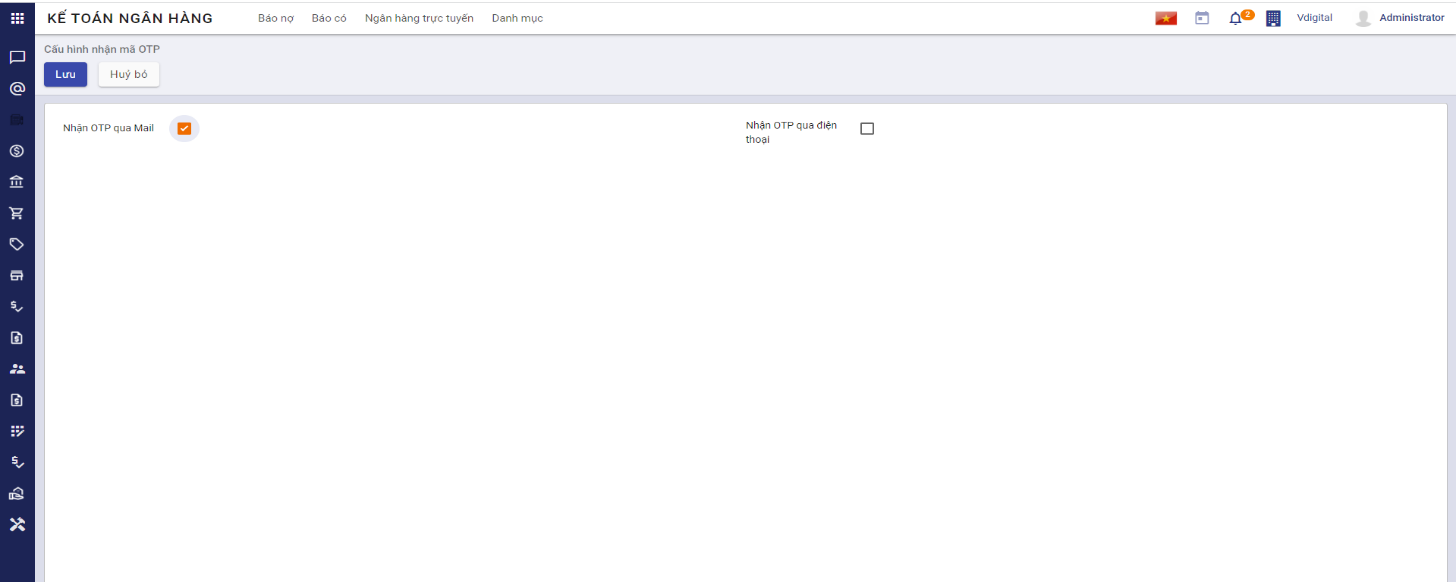 KẾ TOÁN NGÂN HÀNG Báo nợ Báo có Ngân hàng trực tuyến Danh mục 2 Vdigital Administrator
Cấu hình nhận mã OTP
Lưu Huỷ bỏ
Nhận OTP qua Mail
Nhận OTP qua điện
thoại